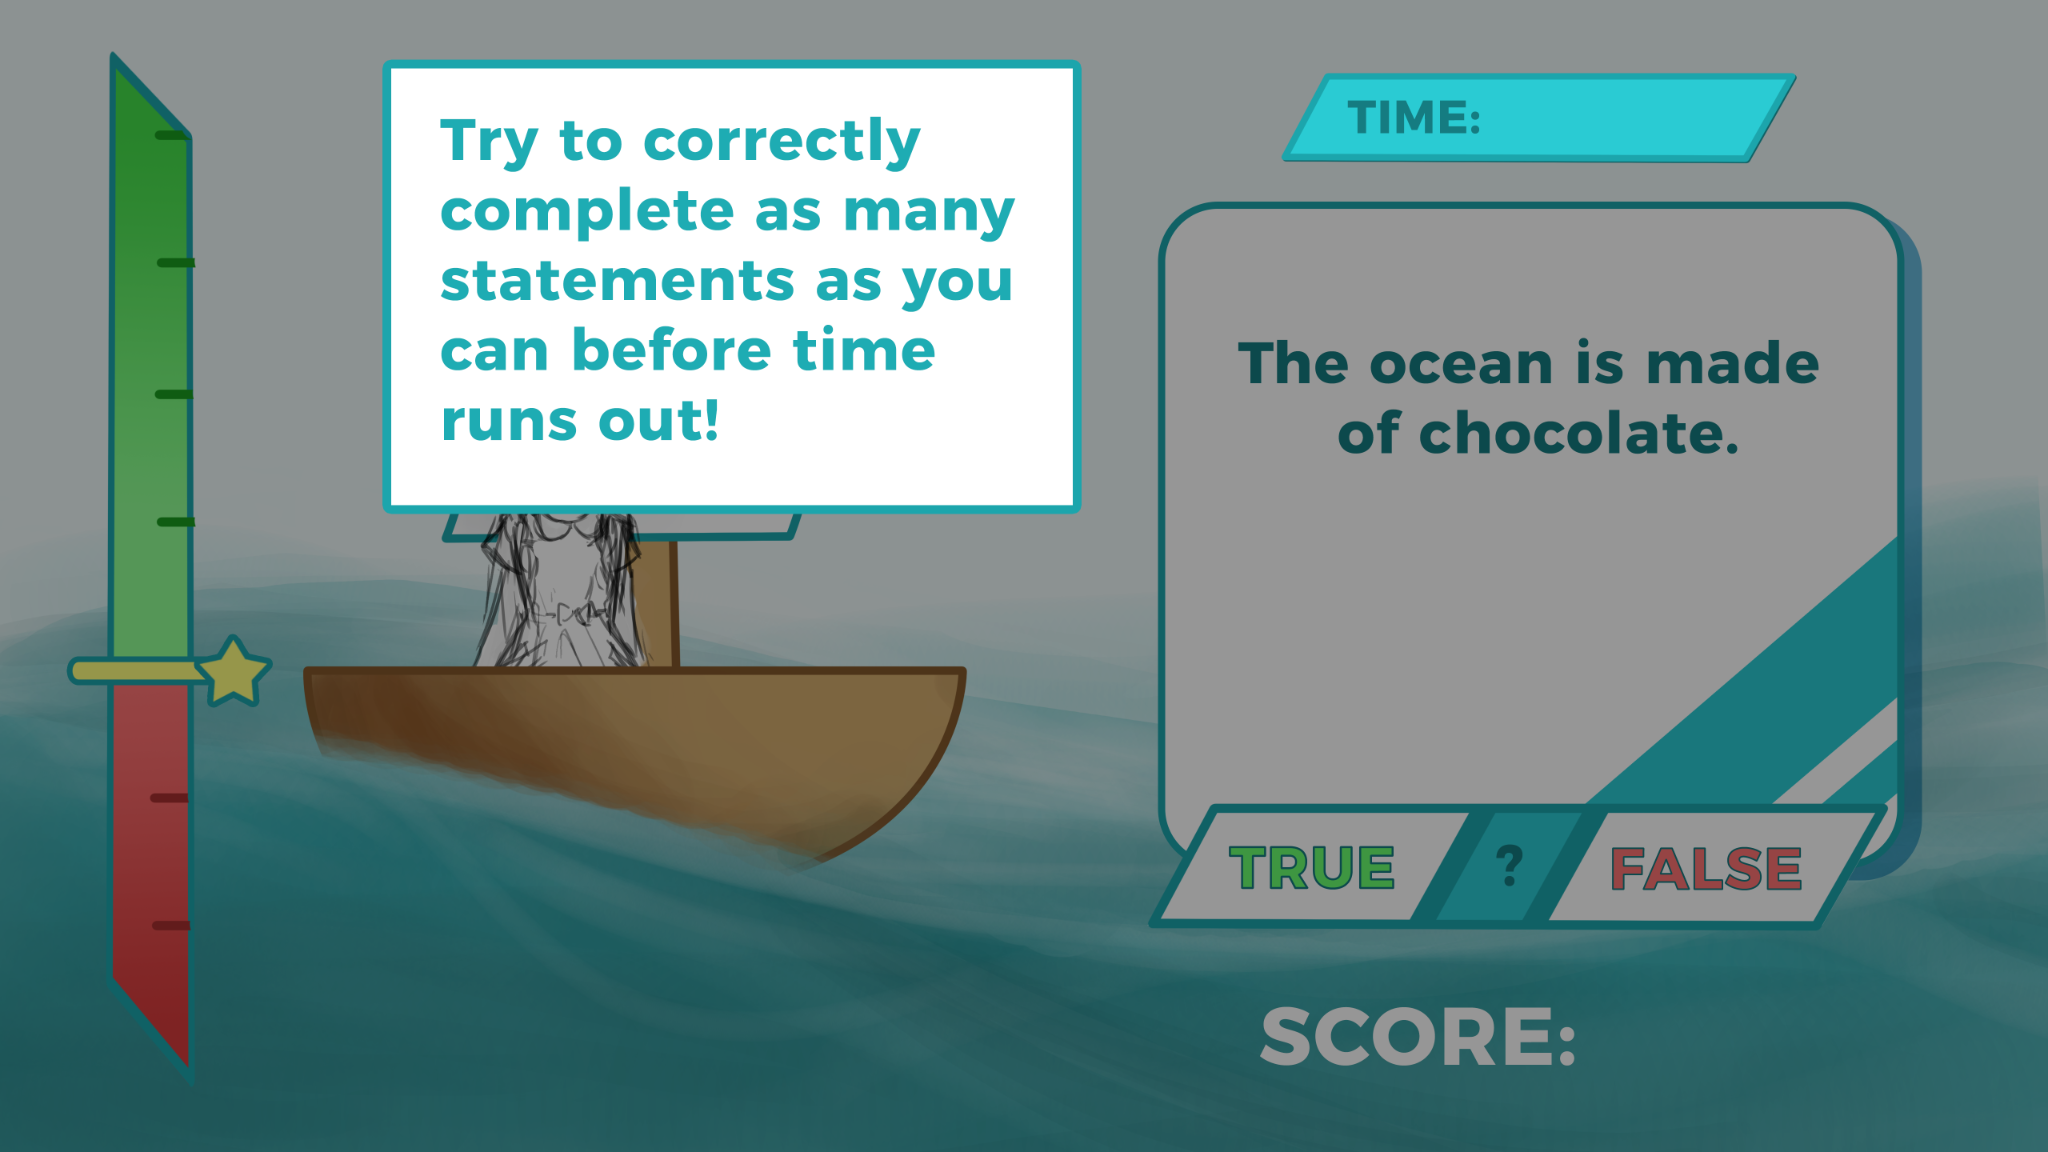 Try to correctly
complete as many
statements as you
can before time
runs out!
TIME:
The ocean is made
of chocolate.
TRUE ? FALSE
SCORE: